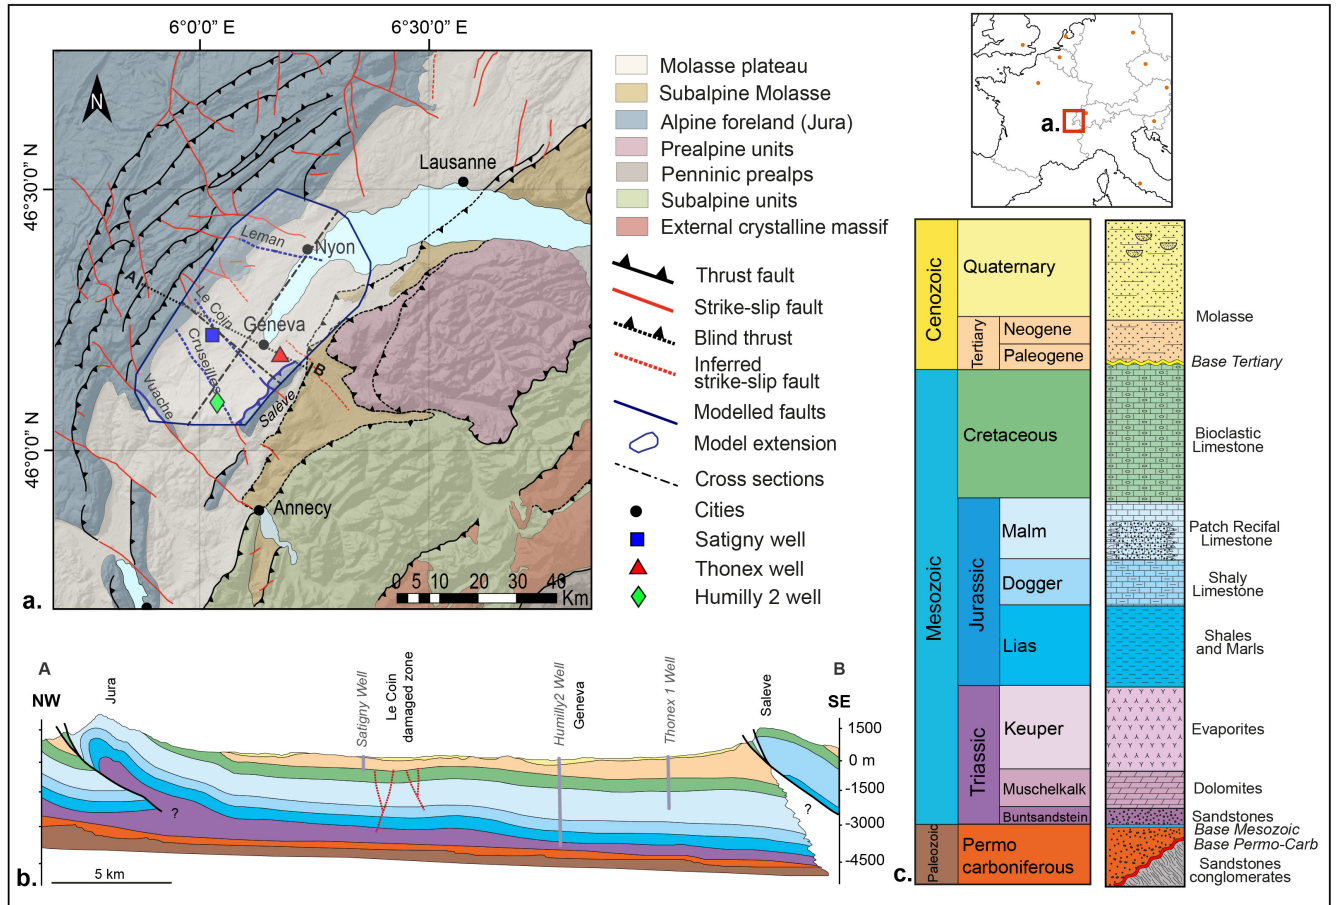 6°0'0" E
6°30'0" E
46°30'0" N
46°0'0" N
N
Lausanne
Leman
Nyon
A
Le Coin
Geneva
Cruseilles
B
Vuache
Salève
Annecy
0 5 10 20 30 40
Km
a.
Molasse plateau
Subalpine Molasse
Alpine foreland (Jura)
Prealpine units
Penninic prealps
Subalpine units
External crystalline massif
Thrust fault
Strike-slip fault
Blind thrust
Inferred
strike-slip fault
Modelled faults
Model extension
Cross sections
Cities
Satigny well
Thonex well
Humilly 2 well
a.
A
NW
Jura
Satigny Well
Le Coin
damaged zone
Humilly2 Well
Geneva
Thonex 1 Well
Saleve
B
SE
1500
0 m
-1500
-3000
-4500
?
?
b.
5 km
Cenozoic
Quaternary
Tertiary
Neogene
Paleogene
Mesozoic
Cretaceous
Jurassic
Malm
Dogger
Lias
Triassic
Keuper
Muschelkalk
Buntsandstein
Paleozoic
Permo
carboniferous
Molasse
Base Tertiary
Bioclastic
Limestone
Patch Recifal
Limestone
Shaly
Limestone
Shales
and Marls
Evaporites
Dolomites
Sandstones
Base Mesozoic
Base Permo-Carb
Sandstones
conglomerates
c.